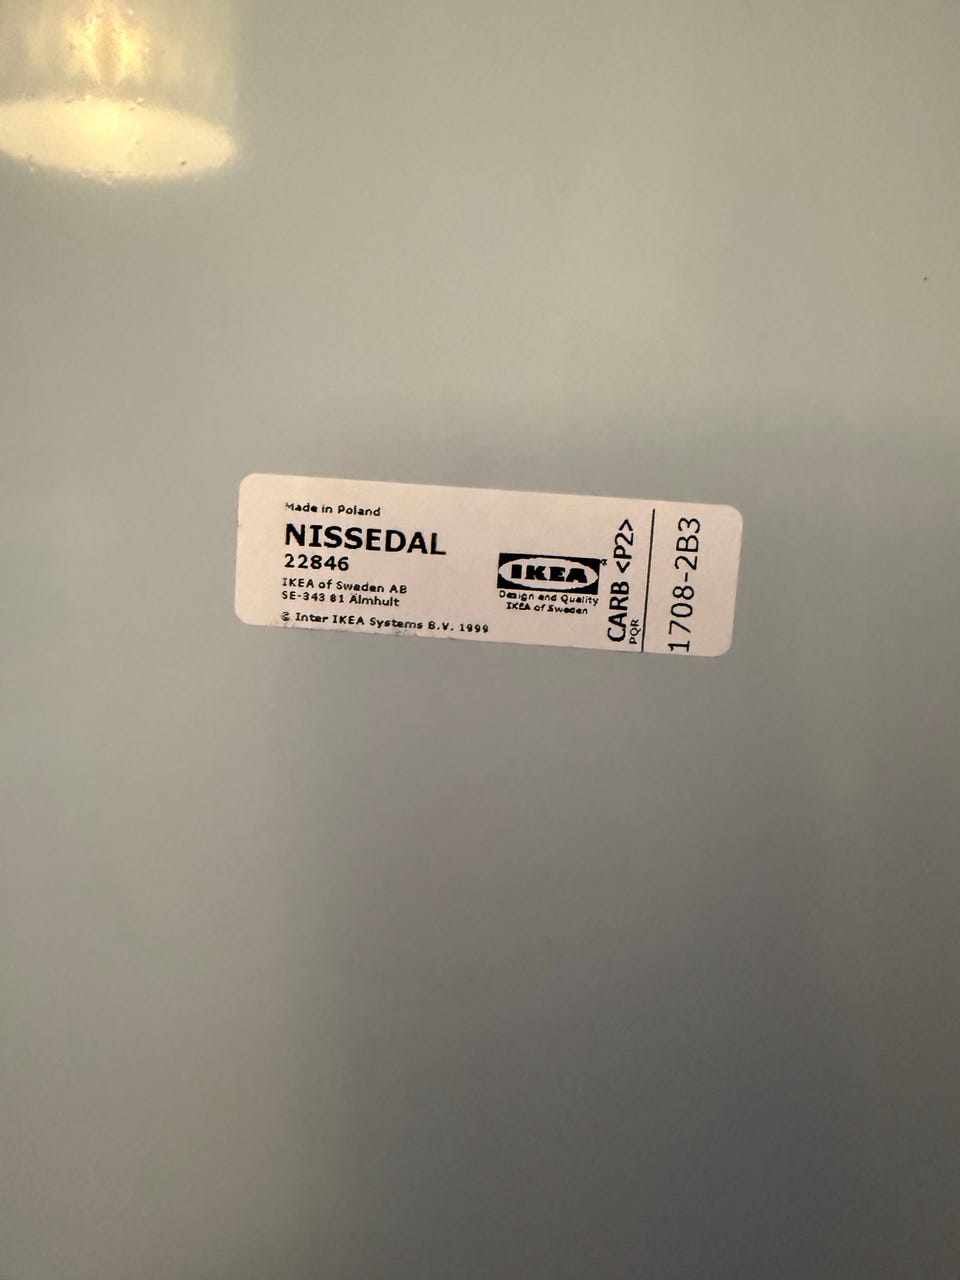 Made in Poland
NISSEDAL
22846
IKEA of Sweden AB
SE-343 81 Älmhult
© Inter IKEA Systems B.V. 1999
IKEA®
Design and Quality
IKEA of Sweden
CARB <P2>
PQR
1708-2B3